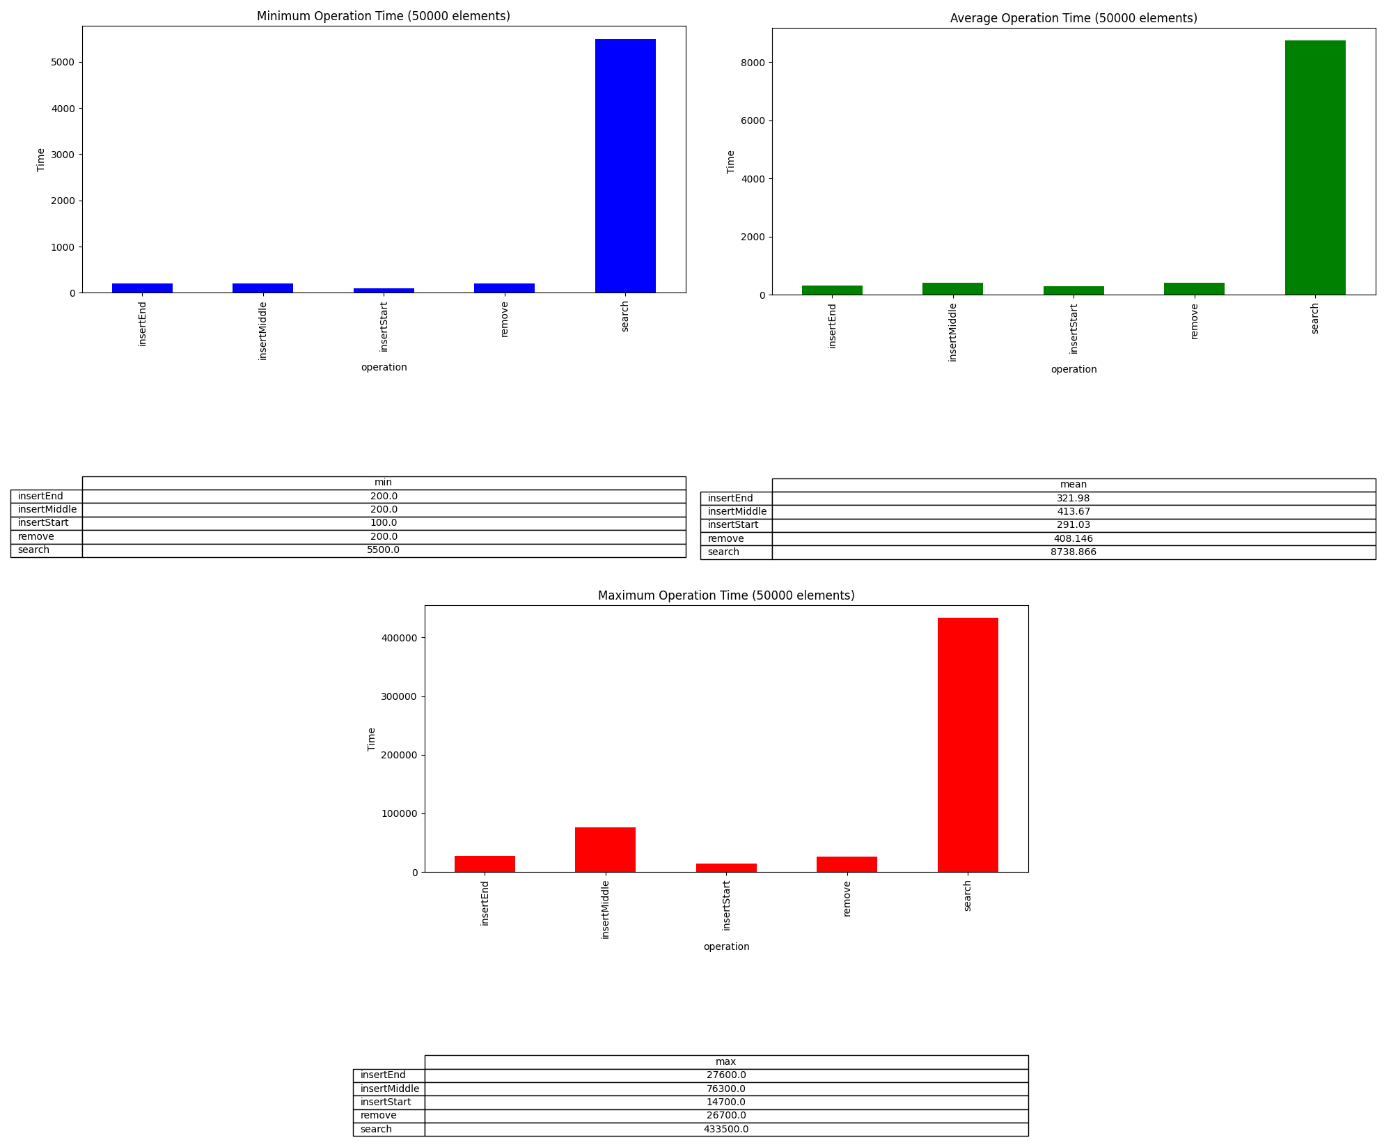 Minimum Operation Time (50000 elements)
Time
5000
4000
3000
2000
1000
0
insertEnd
insertMiddle
insertStart
remove
search
operation
min
insertEnd 200.0
insertMiddle 200.0
insertStart 100.0
remove 200.0
search 5500.0
Average Operation Time (50000 elements)
Time
8000
6000
4000
2000
0
insertEnd
insertMiddle
insertStart
remove
search
operation
mean
insertEnd 321.98
insertMiddle 413.67
insertStart 291.03
remove 408.146
search 8738.866
Maximum Operation Time (50000 elements)
Time
400000
300000
200000
100000
0
insertEnd
insertMiddle
insertStart
remove
search
operation
max
insertEnd 27600.0
insertMiddle 76300.0
insertStart 14700.0
remove 26700.0
search 433500.0